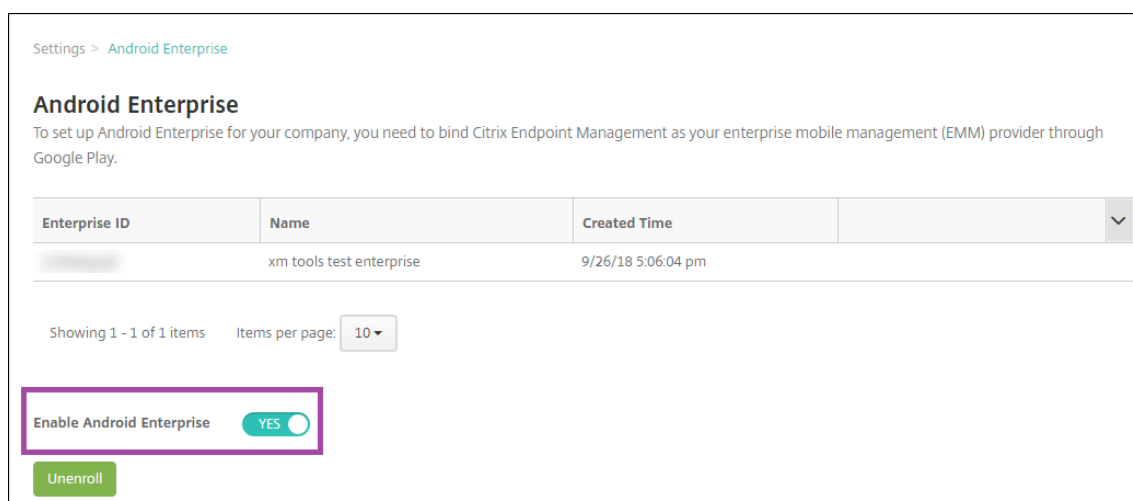 Settings > Android Enterprise
Android Enterprise
To set up Android Enterprise for your company, you need to bind Citrix Endpoint Management as your enterprise mobile management (EMM) provider through
Google Play.
Enterprise ID Name Created Time
xm tools test enterprise 9/26/18 5:06:04 pm
Showing 1 - 1 of 1 items Items per page: 10
Enable Android Enterprise YES
Unenroll